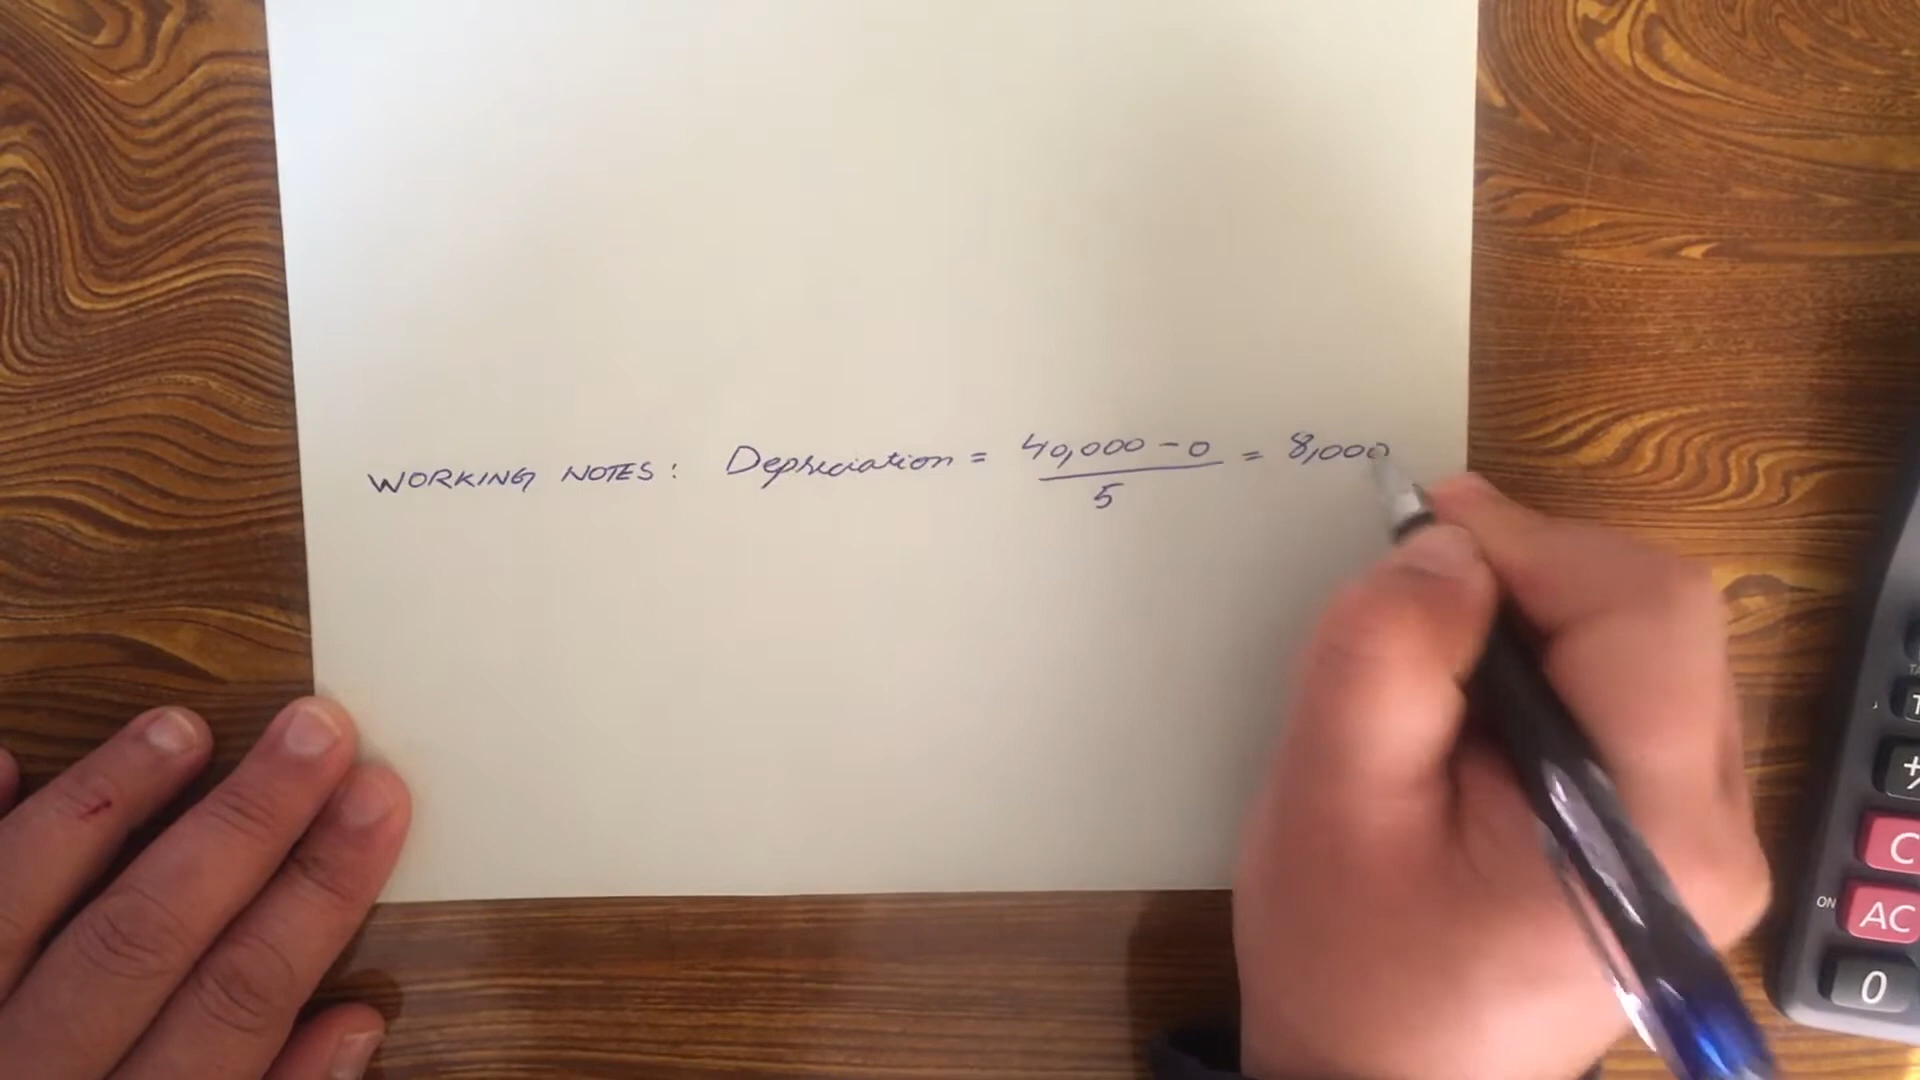 WORKING NOTES: Depreciation = 40,000 - 0 / 5 = 8,000
ON
C
AC
0